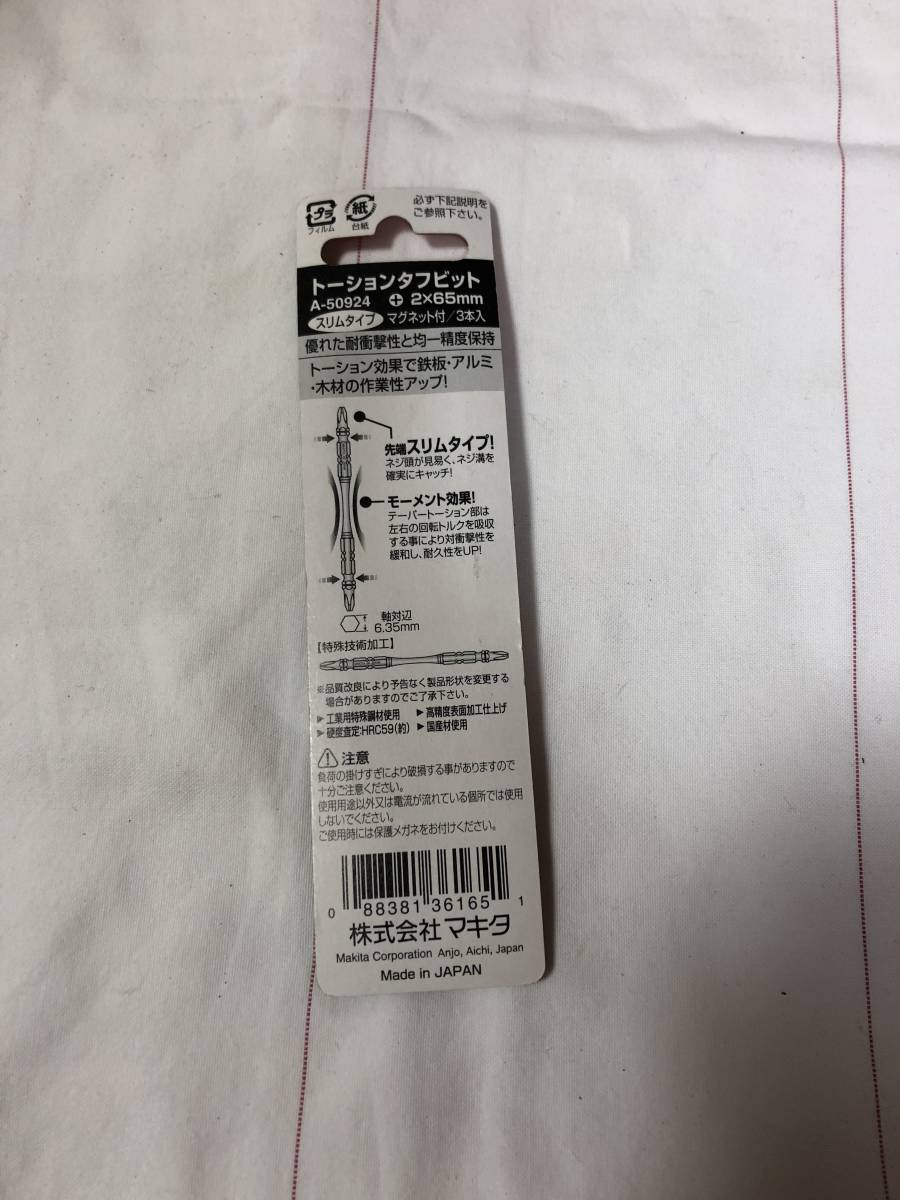 プラ
フィルム
紙
台紙
必ず下記説明を
ご参照下さい。
トーションタフビット
A-50924 + 2×65mm
スリムタイプ マグネット付/3本入
優れた耐衝撃性と均一精度保持
トーション効果で鉄板・アルミ
・木材の作業性アップ!
先端スリムタイプ!
ネジ頭が見易く、ネジ溝を
確実にキャッチ!
モーメント効果!
テーパートーション部は
左右の回転トルクを吸収
する事により対衝撃性を
緩和し、耐久性をUP!
軸対辺
6.35mm
【特殊技術加工】
※品質改良により予告なく製品形状を変更する
場合がありますのでご了承下さい。
▶工業用特殊鋼材使用 ▶高精度表面加工仕上げ
▶硬度査定:HRC59(約) ▶国産材使用
注意
負荷の掛けすぎにより破損する事がありますので
十分ご注意ください。
使用用途以外又は電流が流れている個所では使用
しないでください。
ご使用時には保護メガネをお付けください。
0 88381 36165 1
株式会社マキタ
Makita Corporation Anjo, Aichi, Japan
Made in JAPAN